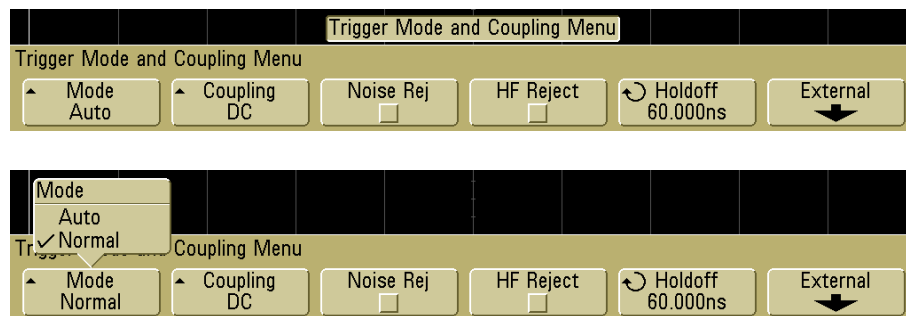 Trigger Mode and Coupling Menu
Trigger Mode and Coupling Menu
Mode
Auto
Coupling
DC
Noise Rej
HF Reject
Holdoff
60.000ns
External
Mode
Auto
Normal
Coupling Menu
Mode
Normal
Coupling
DC
Noise Rej
HF Reject
Holdoff
60.000ns
External